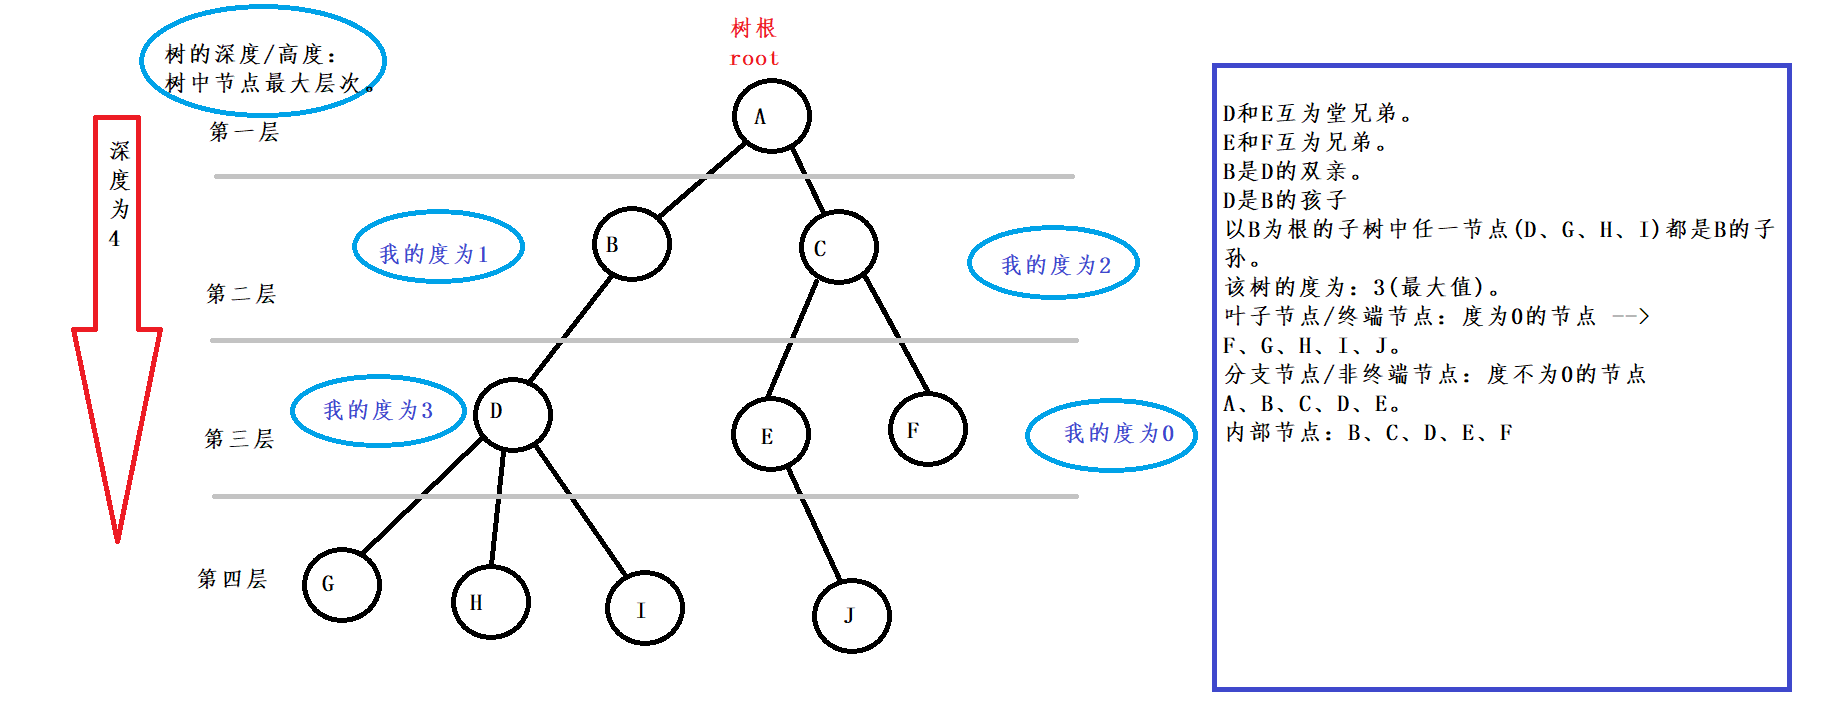 树根
root
树的深度/高度：
树中节点最大层次。
第一层
深
度
为
4
A
B
C
我的度为1
我的度为2
第二层
我的度为3
D
E
F
我的度为0
第三层
第四层
G
H
I
J
D和E互为堂兄弟。
E和F互为兄弟。
B是D的双亲。
D是B的孩子
以B为根的子树中任一节点(D、G、H、I)都是B的子
孙。
该树的度为：3(最大值)。
叶子节点/终端节点：度为0的节点 -->
F、G、H、I、J。
分支节点/非终端节点：度不为0的节点
A、B、C、D、E。
内部节点：B、C、D、E、F